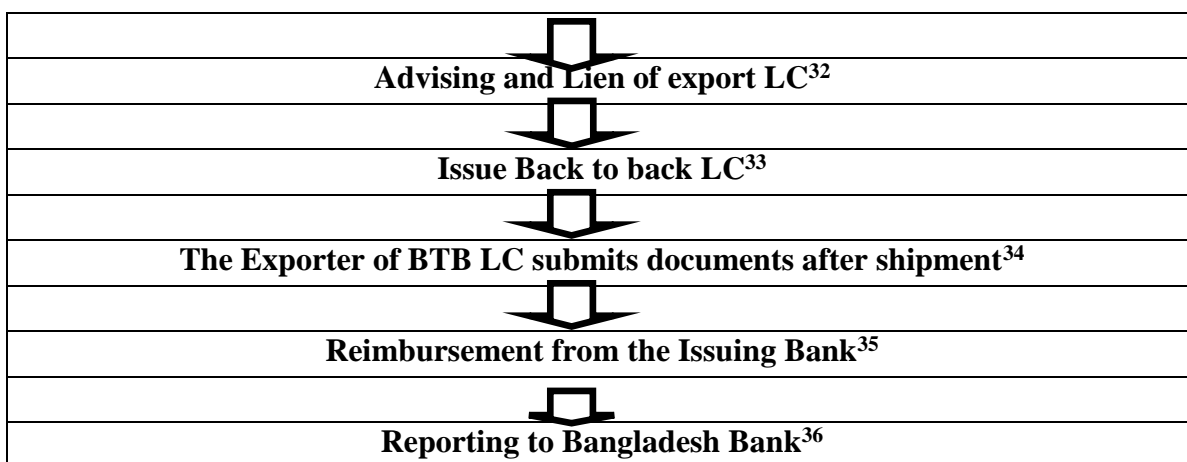 Advising and Lien of export LC32
Issue Back to back LC33
The Exporter of BTB LC submits documents after shipment34
Reimbursement from the Issuing Bank35
Reporting to Bangladesh Bank36